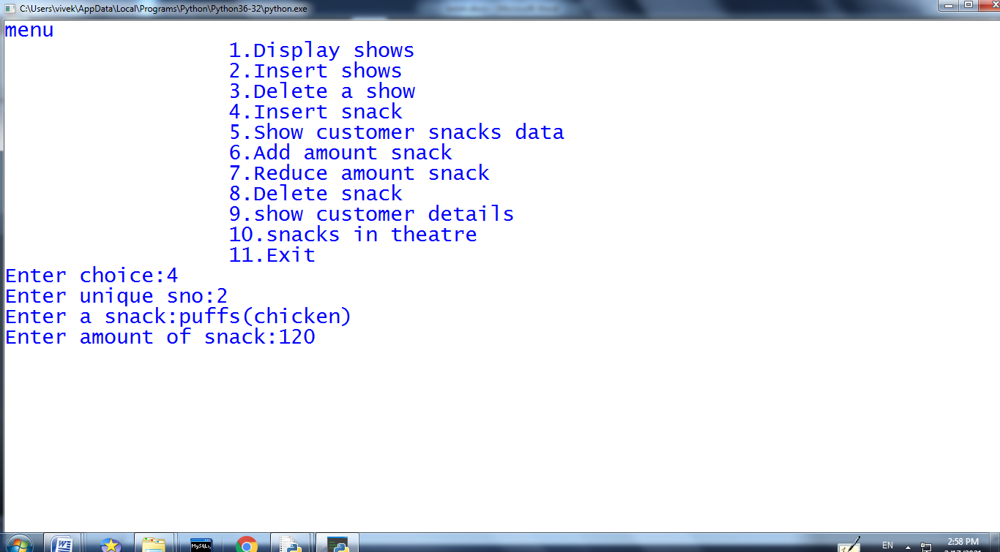 C:\Users\vivek\AppData\Local\Programs\Python\Python36-32\python.exe
menu
1.Display shows
2.Insert shows
3.Delete a show
4.Insert snack
5.Show customer snacks data
6.Add amount snack
7.Reduce amount snack
8.Delete snack
9.show customer details
10.snacks in theatre
11.Exit
Enter choice:4
Enter unique sno:2
Enter a snack:puffs(chicken)
Enter amount of snack:120
EN
2:58 PM